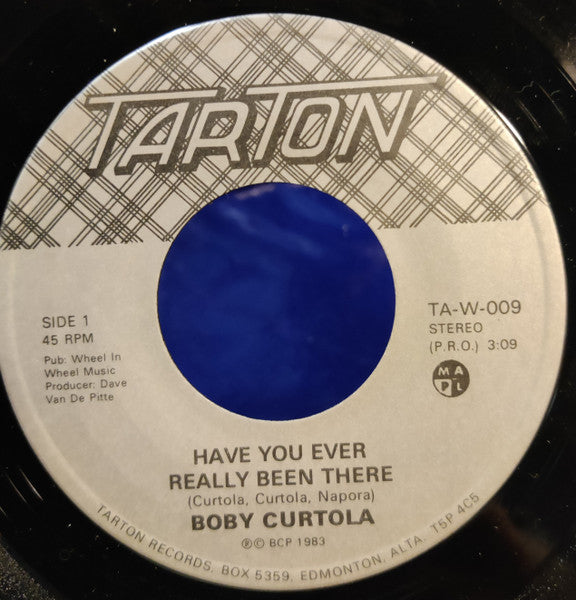 TARTON
SIDE 1
45 RPM
Pub: Wheel In
Wheel Music
Producer: Dave
Van De Pitte
TA-W-009
STEREO
(P.R.O.) 3:09
M A
P L
HAVE YOU EVER
REALLY BEEN THERE
(Curtola, Curtola, Napora)
BOBY CURTOLA
℗© BCP 1983
TARTON RECORDS, BOX 5359, EDMONTON, ALTA. T5P 4C5